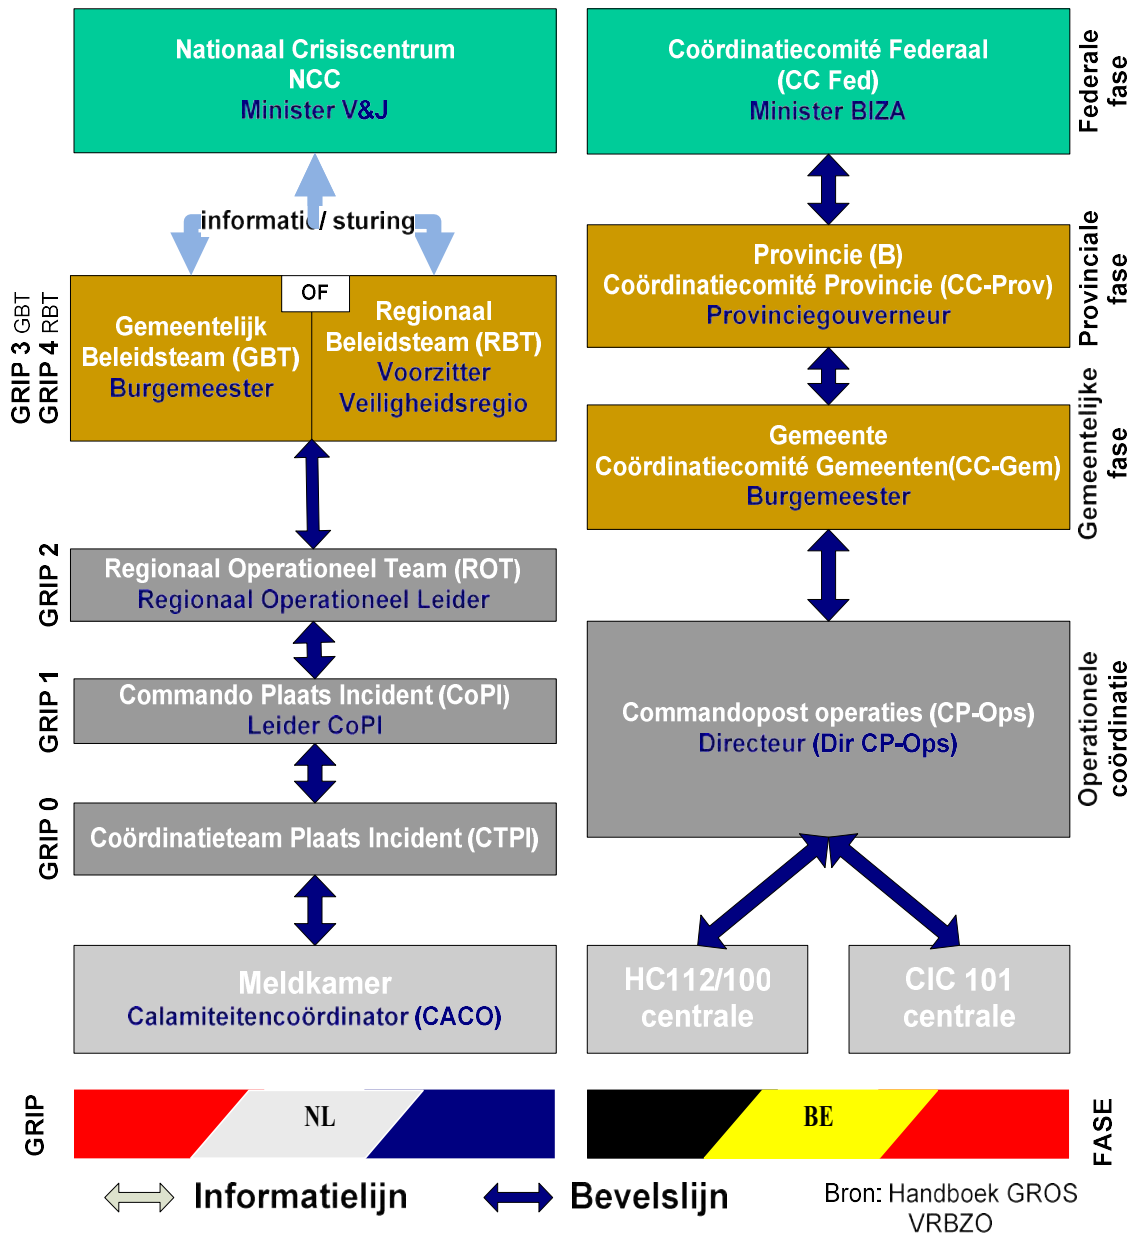 Nationaal Crisiscentrum
NCC
Minister V&J
informatie/ sturing
OF
Gemeentelijk
Beleidsteam (GBT)
Burgemeester
Regionaal
Beleidsteam (RBT)
Voorzitter
Veiligheidsregio
GRIP 3 GBT
GRIP 4 RBT
Regionaal Operationeel Team (ROT)
Regionaal Operationeel Leider
GRIP 2
Commando Plaats Incident (CoPI)
Leider CoPI
GRIP 1
Coördinatieteam Plaats Incident (CTPI)
GRIP 0
Meldkamer
Calamiteitencoördinator (CACO)
Coördinatiecomité Federaal
(CC Fed)
Minister BIZA
Federale
fase
Provincie (B)
Coördinatiecomité Provincie (CC-Prov)
Provinciegouverneur
Provinciale
fase
Gemeente
Coördinatiecomité Gemeenten(CC-Gem)
Burgemeester
Gemeentelijke
fase
Commandopost operaties (CP-Ops)
Directeur (Dir CP-Ops)
Operationele
coördinatie
HC112/100
centrale
CIC 101
centrale
GRIP
NL
BE
FASE
Informatielijn
Bevelslijn
Bron: Handboek GROS
VRBZO